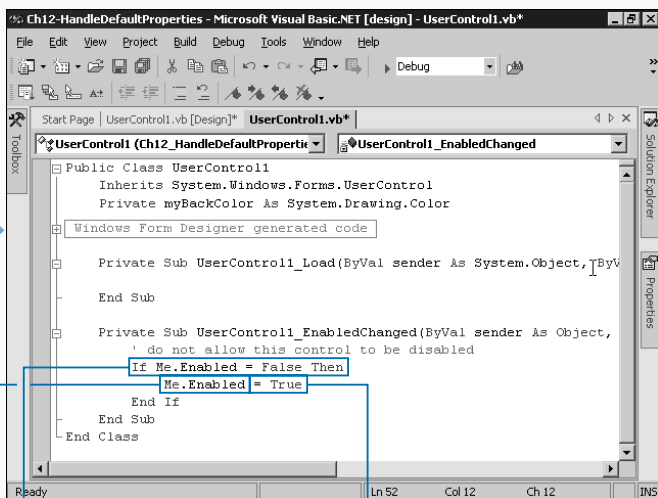 Ch12-HandleDefaultProperties - Microsoft Visual Basic.NET [design] - UserControl1.vb*
File Edit View Project Build Debug Tools Window Help
Debug
Start Page UserControl1.vb [Design]* UserControl1.vb*
UserControl1 (Ch12_HandleDefaultPropertie UserControl1_EnabledChanged
Toolbox
Solution Explorer
Properties
Public Class UserControl1
Inherits System.Windows.Forms.UserControl
Private myBackColor As System.Drawing.Color
Windows Form Designer generated code
Private Sub UserControl1_Load(ByVal sender As System.Object, ByV
End Sub
Private Sub UserControl1_EnabledChanged(ByVal sender As Object,
' do not allow this control to be disabled
If Me.Enabled = False Then
Me.Enabled = True
End If
End Sub
End Class
Ready Ln 52 Col 12 Ch 12 INS